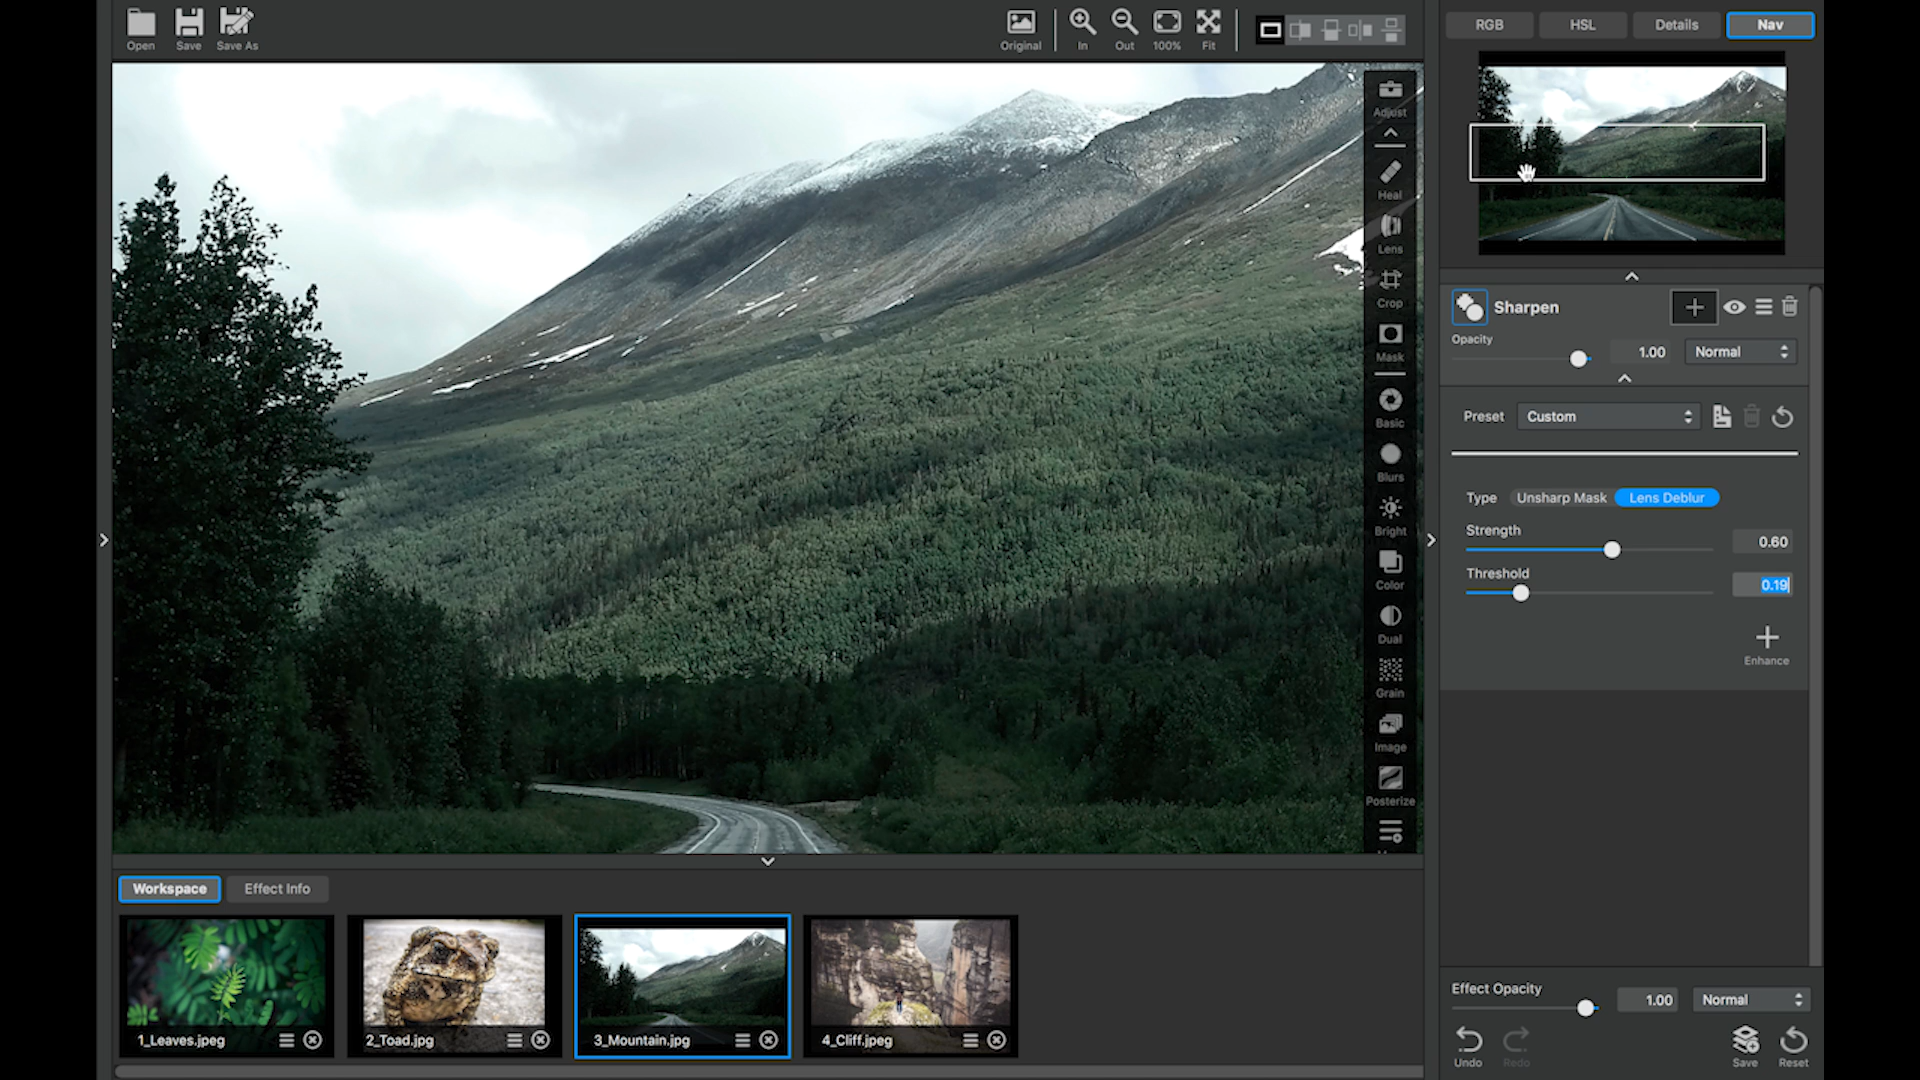 Open
Save
Save As
Original
In
Out
100%
Fit
RGB
HSL
Details
Nav
Adjust
Heal
Lens
Crop
Mask
Basic
Blurs
Bright
Color
Dual
Grain
Image
Posterize
Sharpen
Opacity
1.00
Normal
Preset
Custom
Type
Unsharp Mask
Lens Deblur
Strength
0.60
Threshold
0.19
Enhance
Workspace
Effect Info
1_Leaves.jpeg
2_Toad.jpg
3_Mountain.jpg
4_Cliff.jpeg
Effect Opacity
1.00
Normal
Undo
Redo
Save
Reset